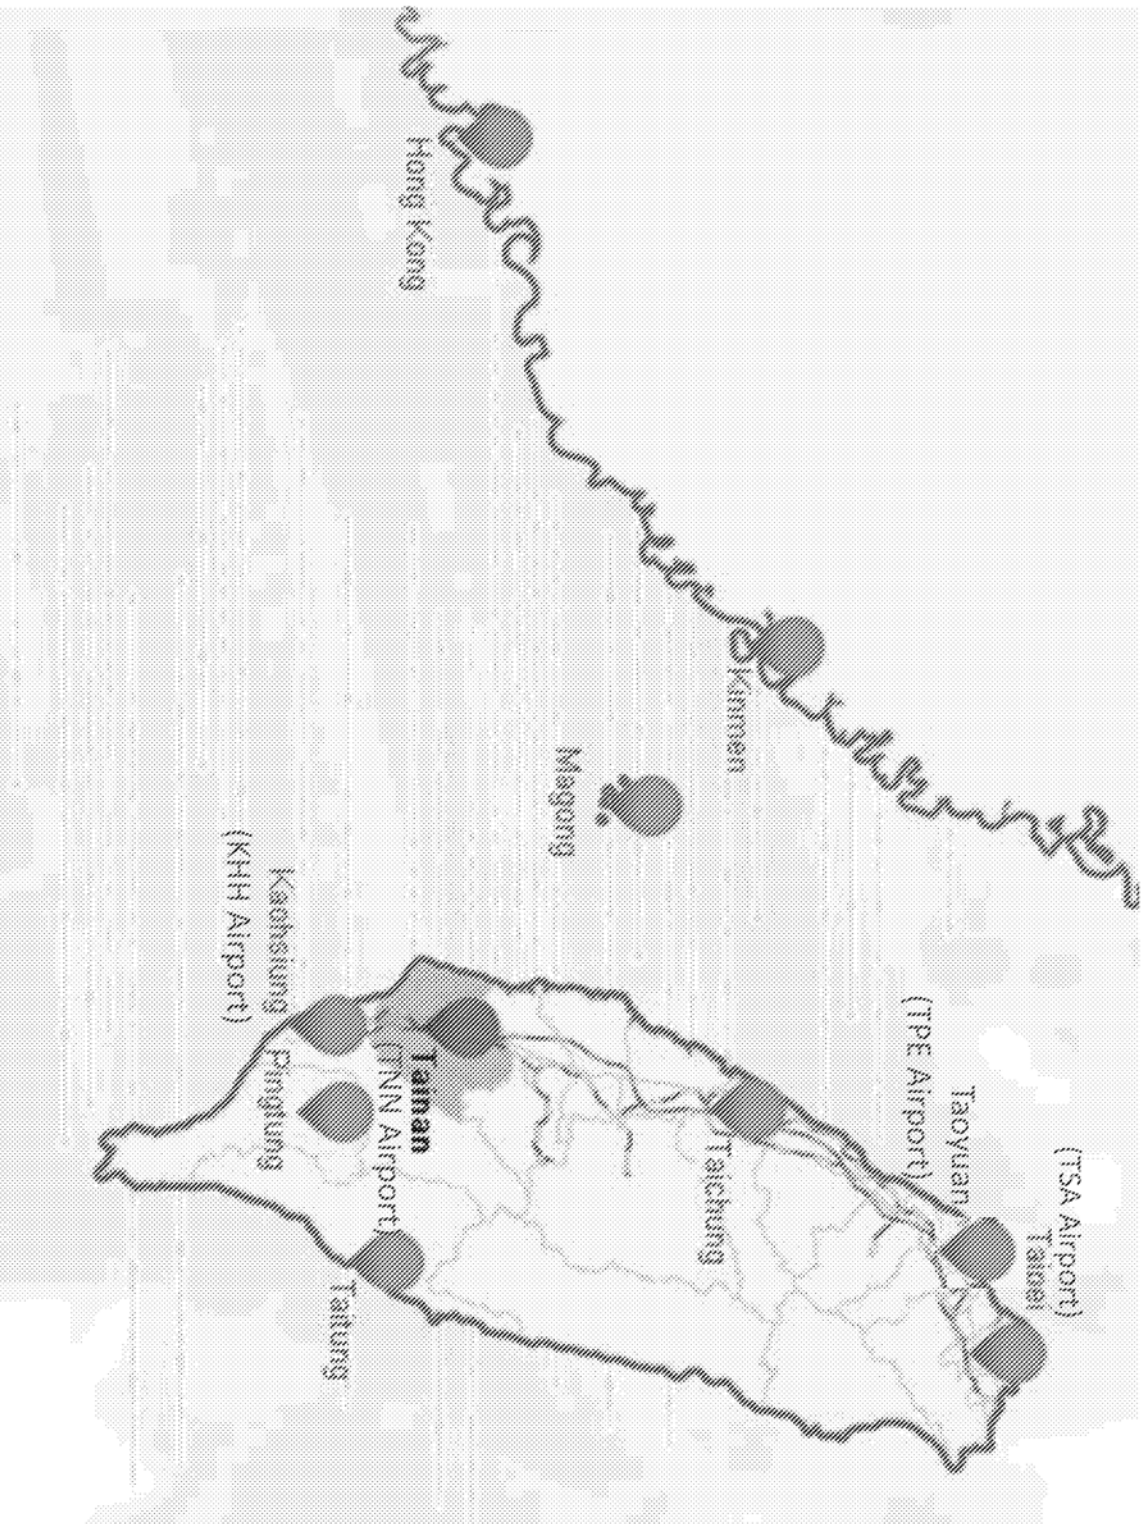 (TSA Airport)
Taipei
Taoyuan
(TPE Airport)
Kinmen
Taichung
Magong
Hong Kong
Tainan
(TNN Airport)
Taitung
Kaohsiung
(KHH Airport)
Pingtung